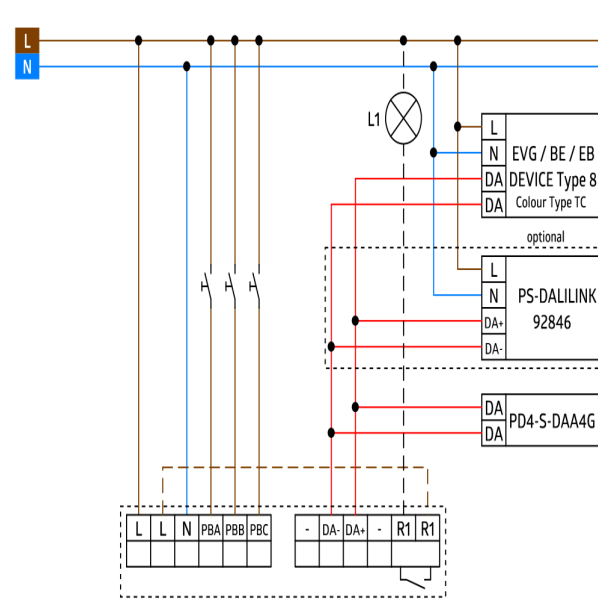 L
N
L1
L
N EVG / BE / EB
DA DEVICE Type 8
DA Colour Type TC
optional
L
N PS-DALILINK
DA+ 92846
DA-
DA
DA PD4-S-DAA4G
L L N PBA PBB PBC - DA- DA+ - R1 R1